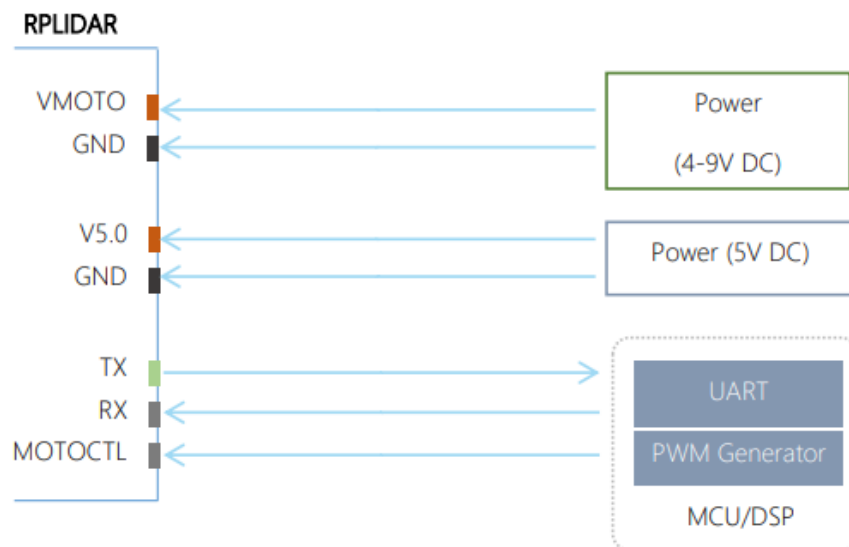 RPLIDAR
VMOTO
GND
Power
(4-9V DC)
V5.0
GND
Power (5V DC)
TX
RX
MOTOCTL
UART
PWM Generator
MCU/DSP